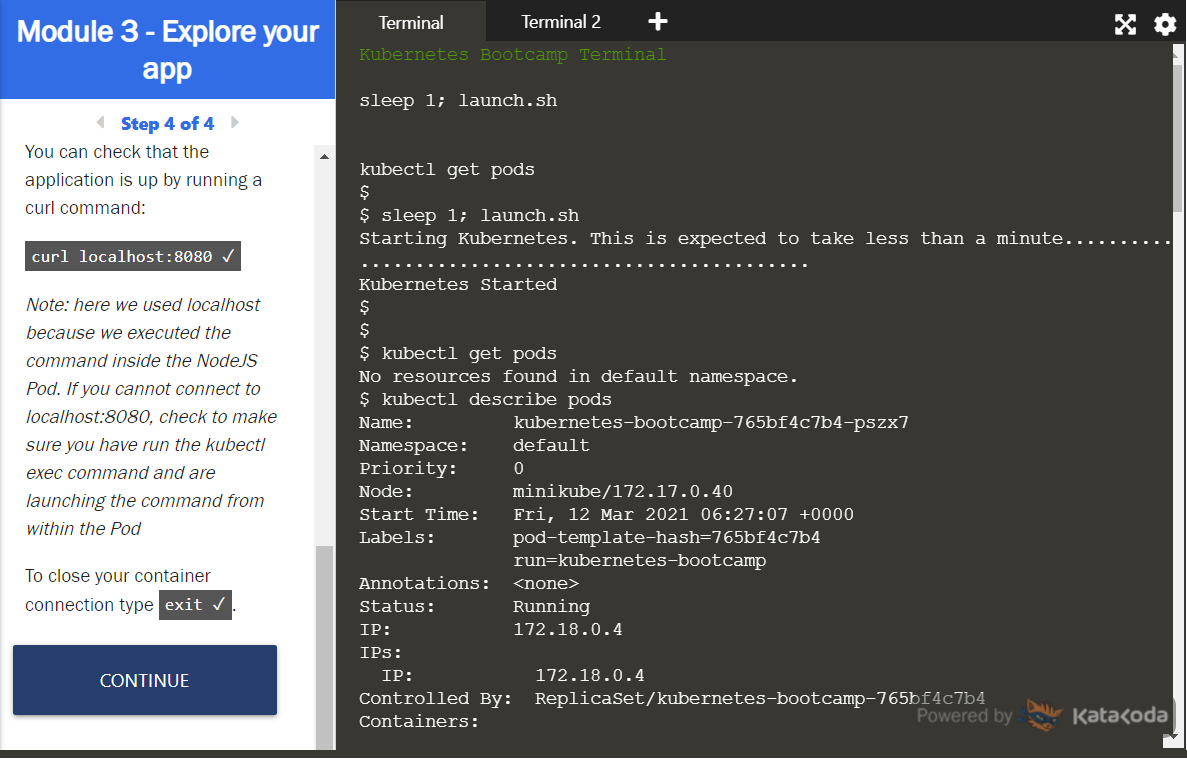 Module 3 - Explore your
app
Step 4 of 4
You can check that the
application is up by running a
curl command:
curl localhost:8080 ✓
Note: here we used localhost
because we executed the
command inside the NodeJS
Pod. If you cannot connect to
localhost:8080, check to make
sure you have run the kubectl
exec command and are
launching the command from
within the Pod
To close your container
connection type exit ✓.
CONTINUE
Terminal
Terminal 2
Kubernetes Bootcamp Terminal
sleep 1; launch.sh
kubectl get pods
$
$ sleep 1; launch.sh
Starting Kubernetes. This is expected to take less than a minute..........
.........................................
Kubernetes Started
$
$
$ kubectl get pods
No resources found in default namespace.
$ kubectl describe pods
Name: kubernetes-bootcamp-765bf4c7b4-pszx7
Namespace: default
Priority: 0
Node: minikube/172.17.0.40
Start Time: Fri, 12 Mar 2021 06:27:07 +0000
Labels: pod-template-hash=765bf4c7b4
run=kubernetes-bootcamp
Annotations: <none>
Status: Running
IP: 172.18.0.4
IPs:
IP: 172.18.0.4
Controlled By: ReplicaSet/kubernetes-bootcamp-765bf4c7b4
Containers:
Powered by Katacoda